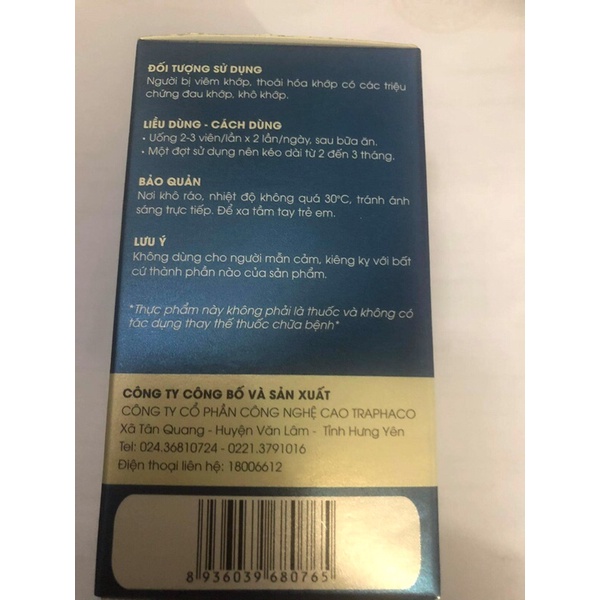 ĐỐI TƯỢNG SỬ DỤNG
Người bị viêm khớp, thoái hóa khớp có các triệu
chứng đau khớp, khô khớp.
LIỀU DÙNG - CÁCH DÙNG
• Uống 2-3 viên/lần x 2 lần/ngày, sau bữa ăn.
• Một đợt sử dụng nên kéo dài từ 2 đến 3 tháng.
BẢO QUẢN
Nơi khô ráo, nhiệt độ không quá 30°C, tránh ánh
sáng trực tiếp. Để xa tầm tay trẻ em.
LƯU Ý
Không dùng cho người mẫn cảm, kiêng kỵ với bất
cứ thành phần nào của sản phẩm.
*Thực phẩm này không phải là thuốc và không có
tác dụng thay thế thuốc chữa bệnh*
CÔNG TY CÔNG BỐ VÀ SẢN XUẤT
CÔNG TY CỔ PHẦN CÔNG NGHỆ CAO TRAPHACO
Xã Tân Quang - Huyện Văn Lâm - Tỉnh Hưng Yên
Tel: 024.36810724 - 0221.3791016
Điện thoại liên hệ: 18006612
8 936039 680765